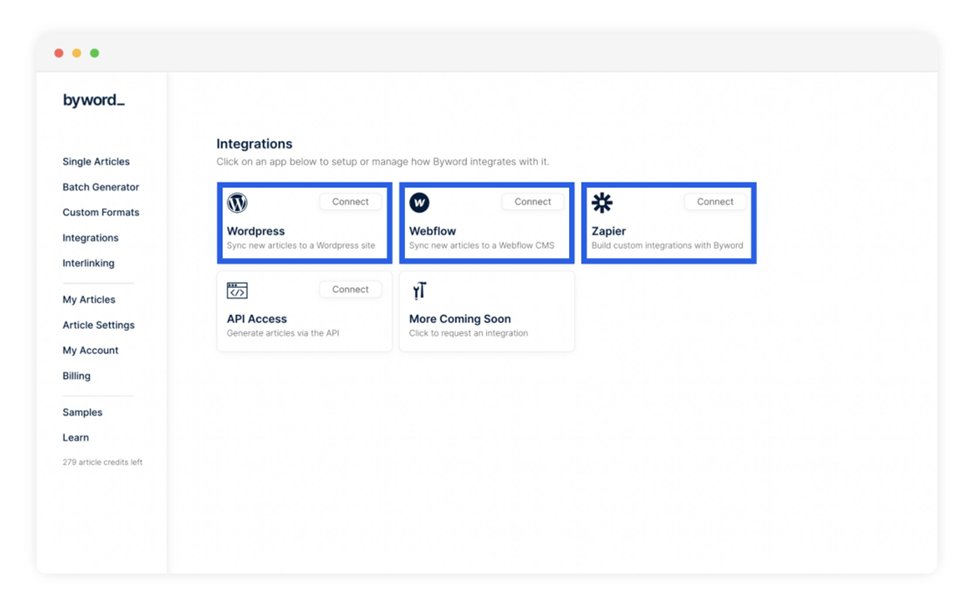 byword_
Single Articles
Batch Generator
Custom Formats
Integrations
Interlinking
My Articles
Article Settings
My Account
Billing
Samples
Learn
279 article credits left
Integrations
Click on an app below to setup or manage how Byword integrates with it.
Connect
Wordpress
Sync new articles to a Wordpress site
Connect
Webflow
Sync new articles to a Webflow CMS
Connect
Zapier
Build custom integrations with Byword
Connect
API Access
Generate articles via the API
More Coming Soon
Click to request an integration